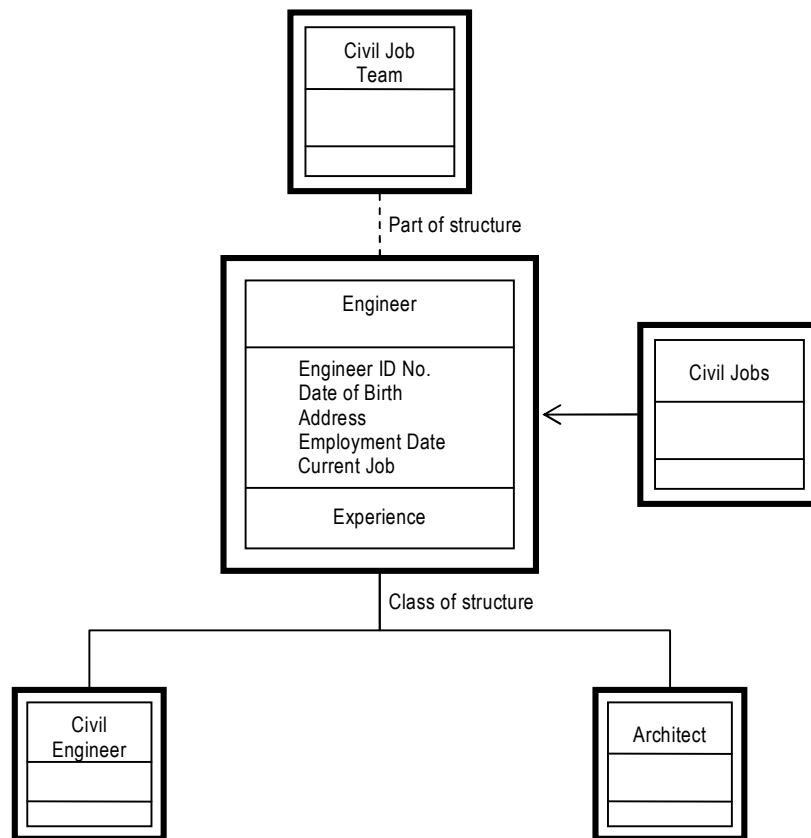 Civil Job
Team
Part of structure
Engineer
Engineer ID No.
Date of Birth
Address
Employment Date
Current Job
Experience
Civil Jobs
Class of structure
Civil
Engineer
Architect